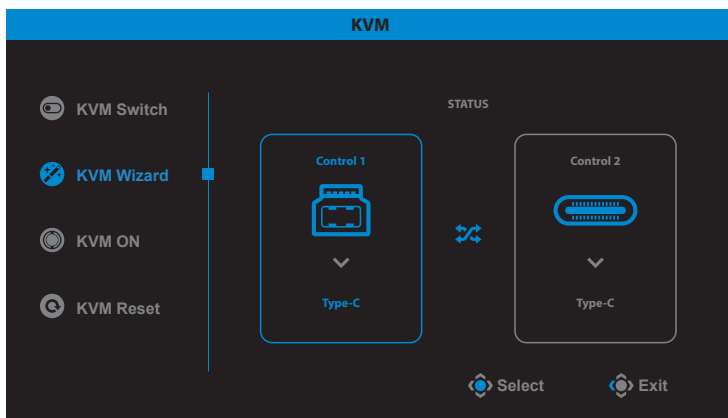 KVM
KVM Switch
KVM Wizard
KVM ON
KVM Reset
STATUS
Control 1
Type-C
Control 2
Type-C
Select
Exit